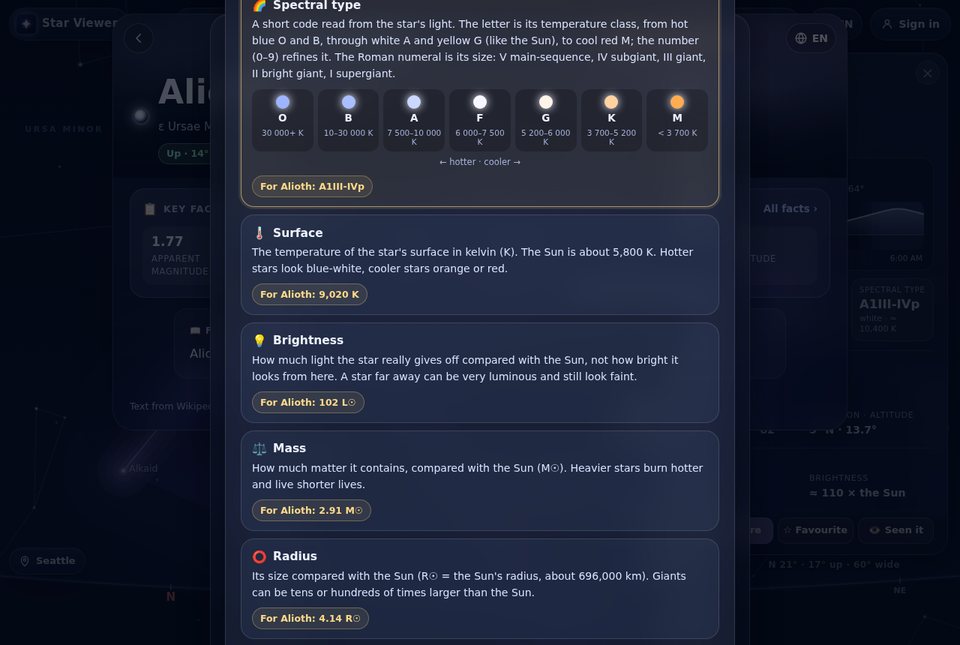 Spectral type
A short code read from the star's light. The letter is its temperature class, from hot
blue O and B, through white A and yellow G (like the Sun), to cool red M; the number
(0–9) refines it. The Roman numeral is its size: V main-sequence, IV subgiant, III giant,
II bright giant, I supergiant.
O B A F G K M
30 000+ K 10–30 000 K 7 500–10 000 K 6 000–7 500 K 5 200–6 000 K 3 700–5 200 K < 3 700 K
← hotter · cooler →
For Alioth: A1III-IVp
Surface
The temperature of the star's surface in kelvin (K). The Sun is about 5,800 K. Hotter
stars look blue-white, cooler stars orange or red.
For Alioth: 9,020 K
Brightness
How much light the star really gives off compared with the Sun, not how bright it
looks from here. A star far away can be very luminous and still look faint.
For Alioth: 102 L☉
Mass
How much matter it contains, compared with the Sun (M☉). Heavier stars burn hotter
and live shorter lives.
For Alioth: 2.91 M☉
Radius
Its size compared with the Sun (R☉ = the Sun's radius, about 696,000 km). Giants
can be tens or hundreds of times larger than the Sun.
For Alioth: 4.14 R☉
Star Viewer
EN
Sign in
URSA MINOR
ε Ursae
Up · 14°
KEY
All facts ›
1.77
APPARENT
MAGNITUDE
Text from
Alkaid
Seattle
N
64°
6:00 AM
SPECTRAL TYPE
A1III-IVp
white · ≈
10,400 K
ALTITUDE
N · 13.7°
BRIGHTNESS
≈ 110 × the Sun
☆ Favourite
Seen it
N 21° · 17° up · 60° wide
NE